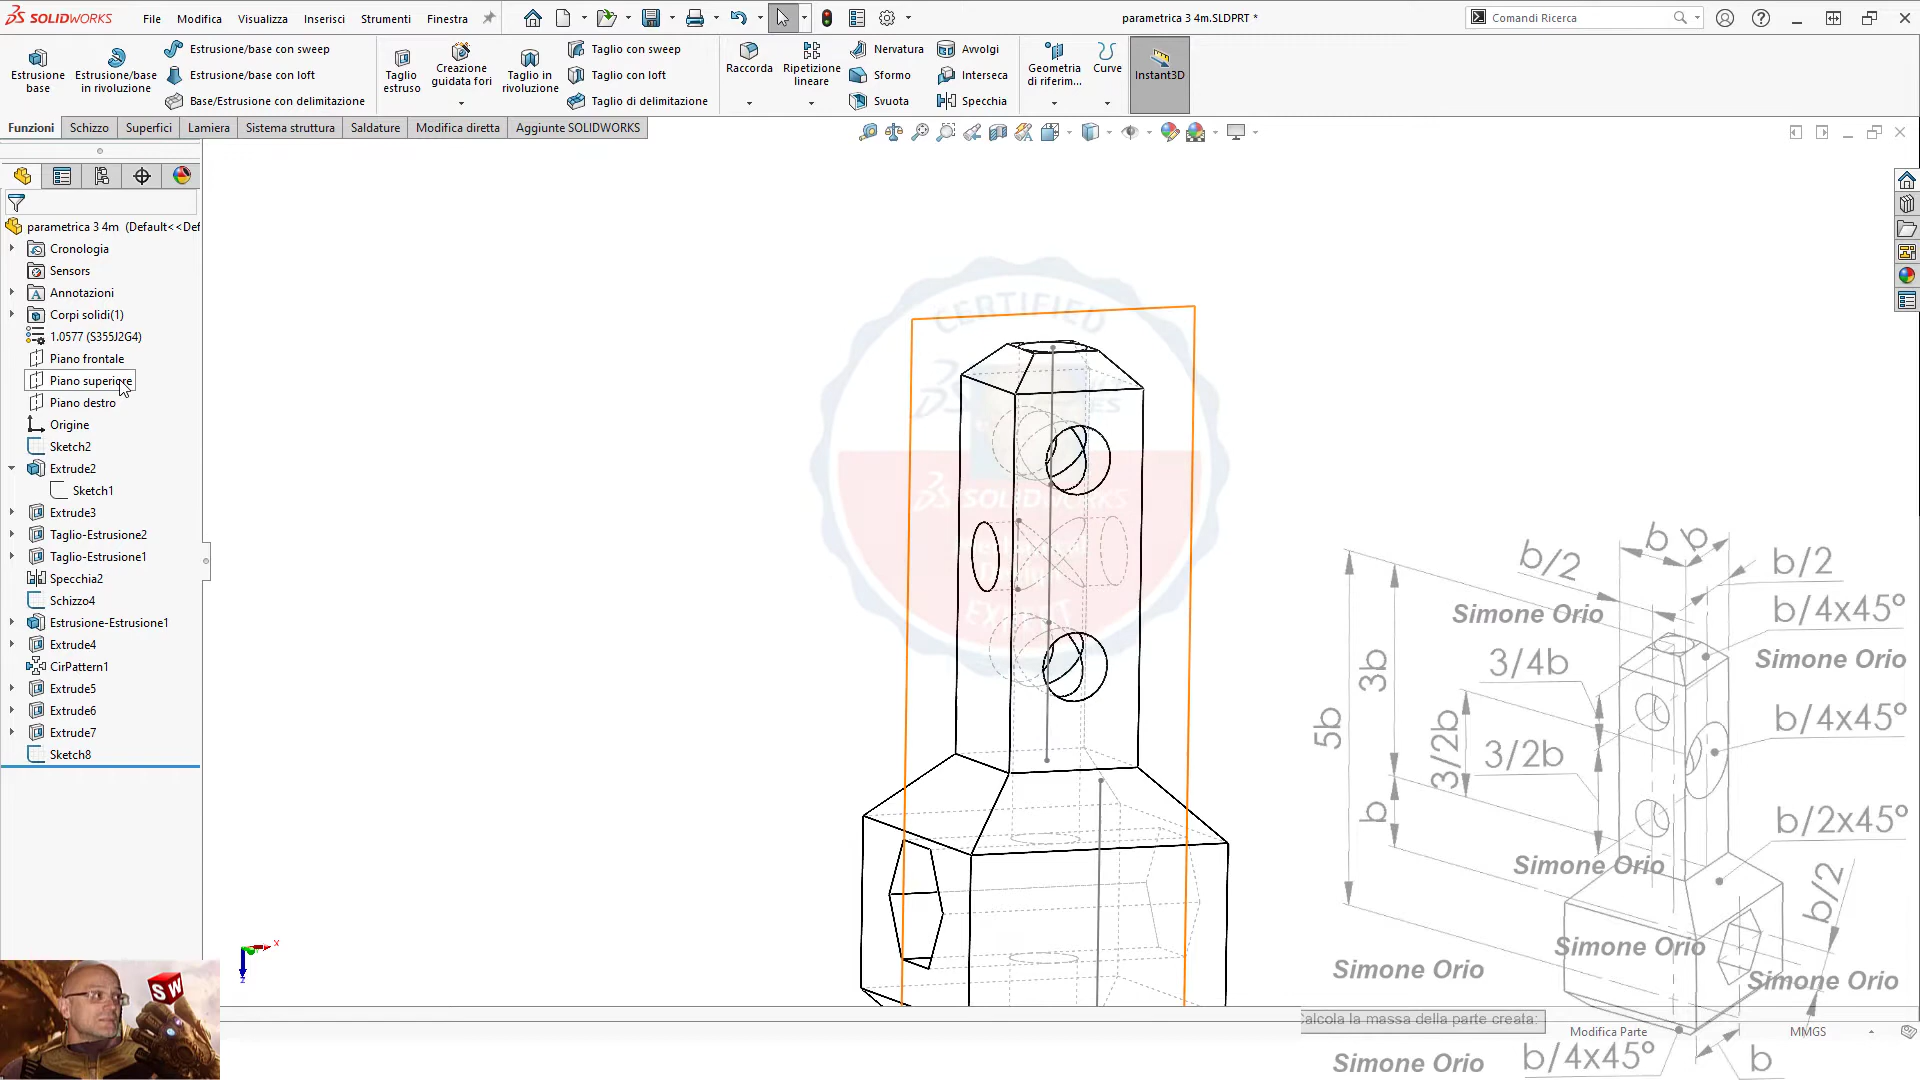 SOLIDWORKS
File Modifica Visualizza Inserisci Strumenti Finestra
parametrica 3 4m.SLDPRT *
Comandi Ricerca
Estrusione base
Estrusione/base in rivoluzione
Estrusione/base con sweep
Estrusione/base con loft
Base/Estrusione con delimitazione
Taglio estruso
Creazione guidata fori
Taglio in rivoluzione
Taglio con sweep
Taglio con loft
Taglio di delimitazione
Raccorda
Ripetizione lineare
Nervatura
Sformo
Svuota
Avvolgi
Interseca
Specchia
Geometria di riferim...
Curve
Instant3D
Funzioni Schizzo Superfici Lamiera Sistema struttura Saldature Modifica diretta Aggiunte SOLIDWORKS
parametrica 3 4m (Default<<Def
Cronologia
Sensors
Annotazioni
Corpi solidi(1)
1.0577 (S355J2G4)
Piano frontale
Piano superiore
Piano destro
Origine
Sketch2
Extrude2
Sketch1
Extrude3
Taglio-Estrusione2
Taglio-Estrusione1
Specchia2
Schizzo4
Estrusione-Estrusione1
Extrude4
CirPattern1
Extrude5
Extrude6
Extrude7
Sketch8
CERTIFIED
SOLIDWORKS
EXPERT
x
z
SW
b/2
b b
b/2
Simone Orio
b/4x45°
3/4b
Simone Orio
3b
5b
3/2b
3/2b
b/4x45°
b
b/2x45°
Simone Orio
b/2
Simone Orio
Simone Orio
Simone Orio
Calcola la massa della parte creata:
Modifica Parte
MMGS
Simone Orio
b/4x45°
b